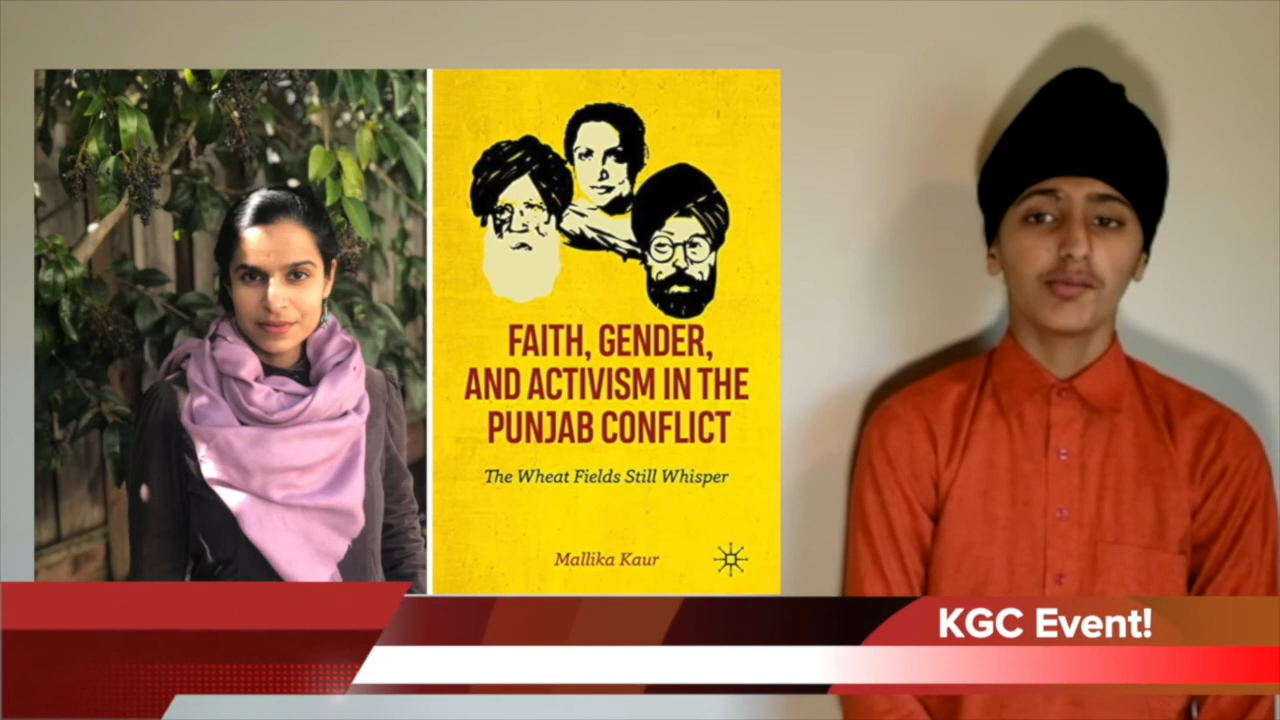 FAITH, GENDER,
AND ACTIVISM IN THE
PUNJAB CONFLICT
The Wheat Fields Still Whisper
Mallika Kaur
KGC Event!